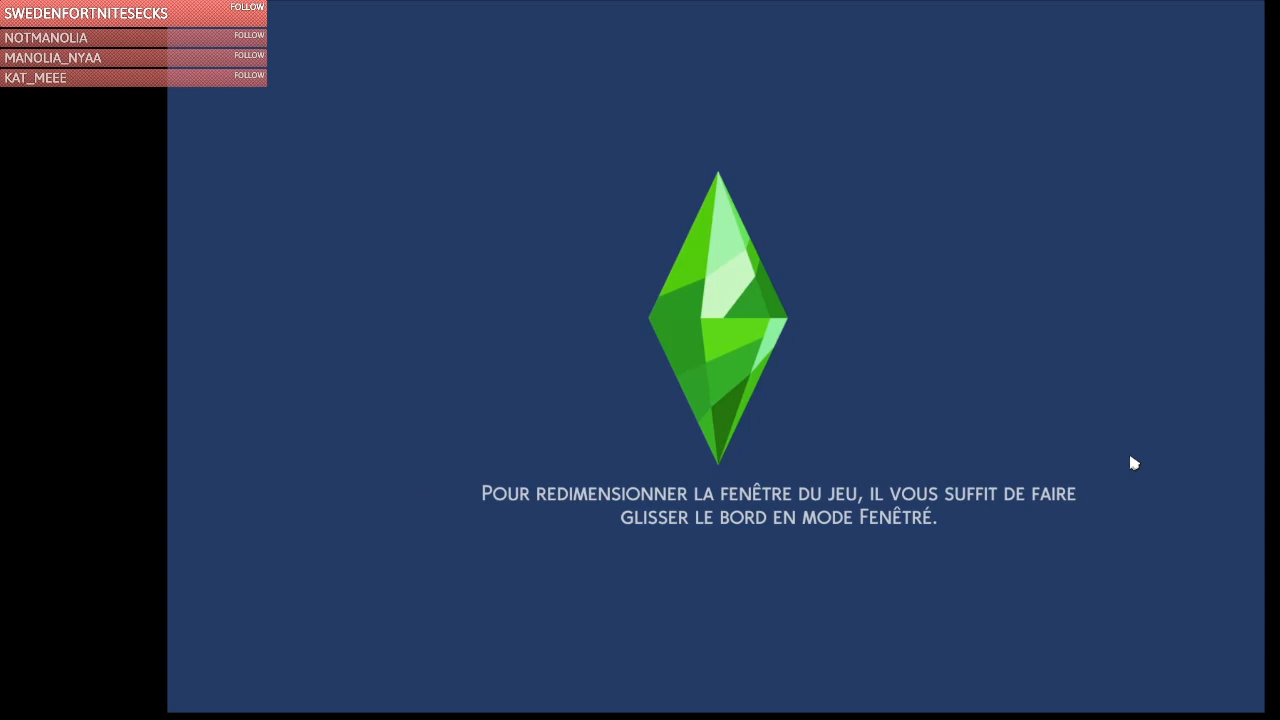 SWEDENFORTNITESECKS FOLLOW
NOTMANOLIA FOLLOW
MANOLIA_NYAA FOLLOW
KAT_MEEE FOLLOW
POUR REDIMENSIONNER LA FENÊTRE DU JEU, IL VOUS SUFFIT DE FAIRE
GLISSER LE BORD EN MODE FENÊTRÉ.